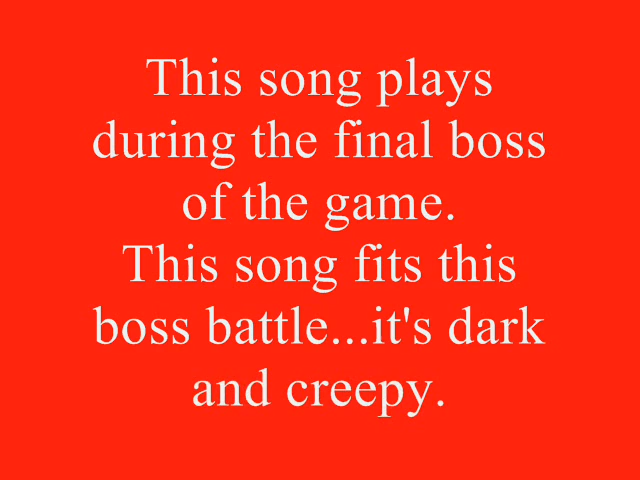 This song plays
during the final boss
of the game.
This song fits this
boss battle...it's dark
and creepy.